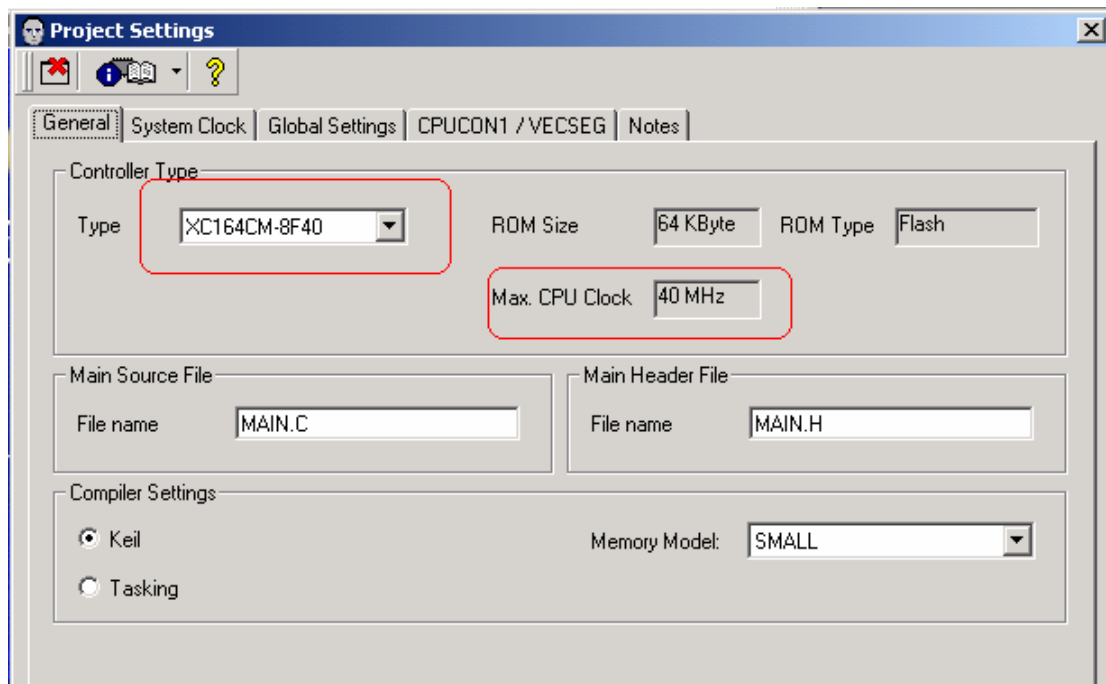 Project Settings
General System Clock Global Settings CPUCON1 / VECSEG Notes
Controller Type
Type XC164CM-8F40 ROM Size 64 KByte ROM Type Flash
Max. CPU Clock 40 MHz
Main Source File Main Header File
File name MAIN.C File name MAIN.H
Compiler Settings
Keil Memory Model: SMALL
Tasking